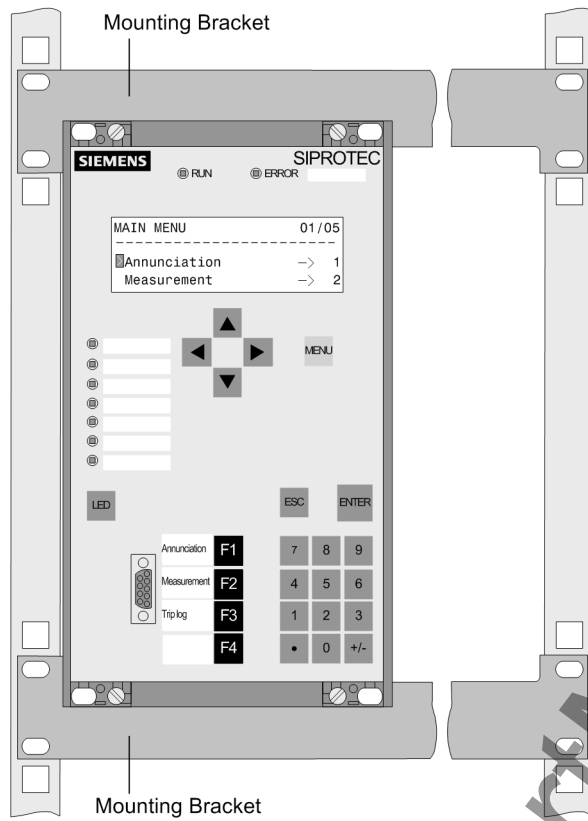 Mounting Bracket
SIEMENS
SIPROTEC
RUN
ERROR
MAIN MENU 01/05
--------------------
Annunciation —> 1
Measurement —> 2
MENU
LED
ESC
ENTER
Annunciation F1
7 8 9
Measurement F2
4 5 6
Trip log F3
1 2 3
F4
• 0 +/-
Mounting Bracket